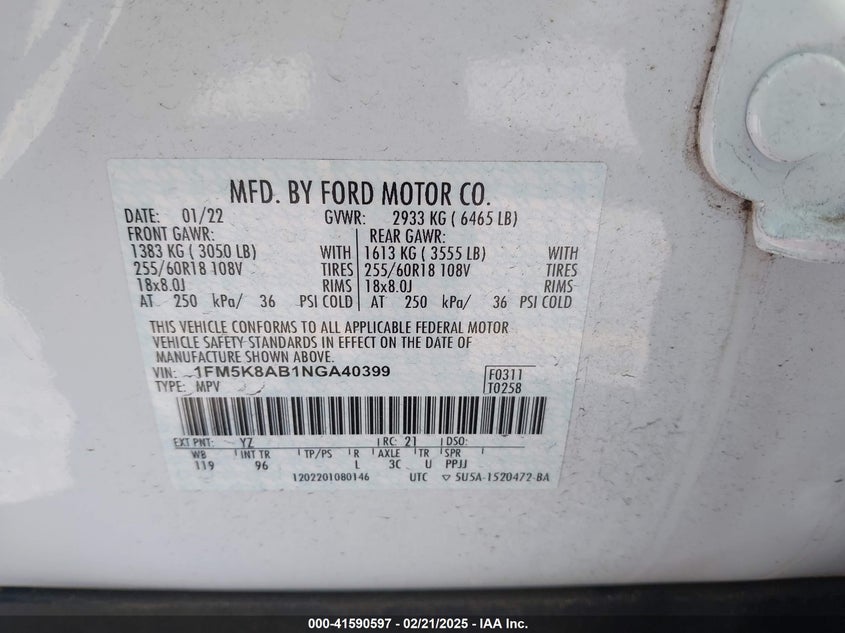 MFD. BY FORD MOTOR CO.
DATE: 01/22 GVWR: 2933 KG ( 6465 LB)
FRONT GAWR: REAR GAWR:
1383 KG ( 3050 LB) WITH 1613 KG ( 3555 LB) WITH
255/60R18 108V TIRES 255/60R18 108V TIRES
18x8.0J RIMS 18x8.0J RIMS
AT 250 kPa/ 36 PSI COLD AT 250 kPa/ 36 PSI COLD
THIS VEHICLE CONFORMS TO ALL APPLICABLE FEDERAL MOTOR
VEHICLE SAFETY STANDARDS IN EFFECT ON THE DATE OF
MANUFACTURE SHOWN ABOVE.
VIN: 1FM5K8AB1NGA40399 F0311
TYPE: MPV T0258
EXT PNT: YZ RC: 21 DSO:
WB INT TR TP/PS R AXLE TR SPR
119 96 L 3C U PPJJ
1202201080146 UTC ▽ 5U5A-1520472-BA
000-41590597 - 02/21/2025 - IAA Inc.